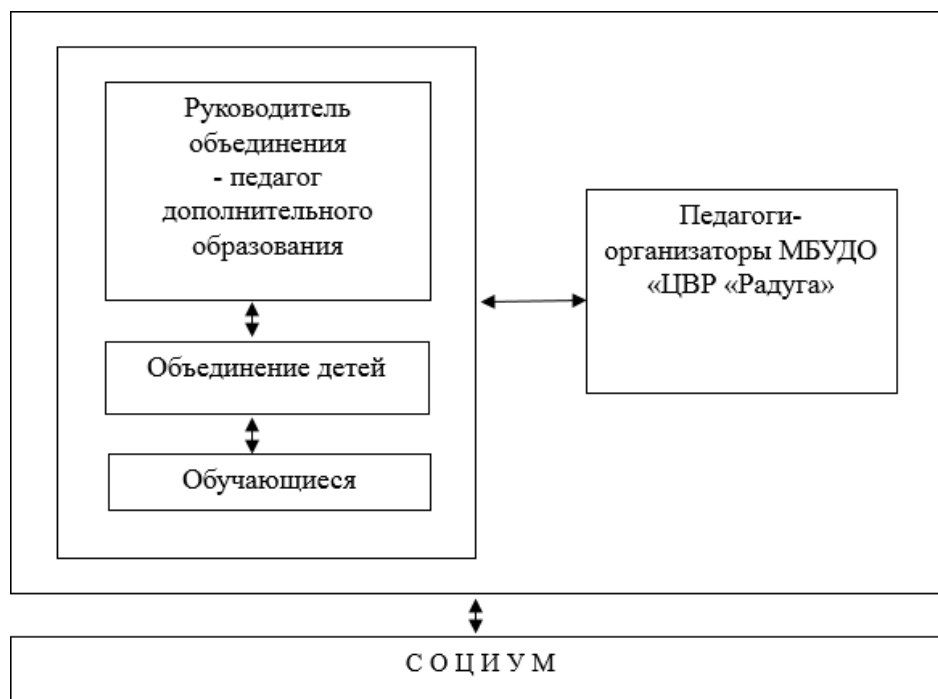 Руководитель
объединения
- педагог
дополнительного
образования
Педагоги-
организаторы МБУДО
«ЦВР «Радуга»
Объединение детей
Обучающиеся
С О Ц И У М